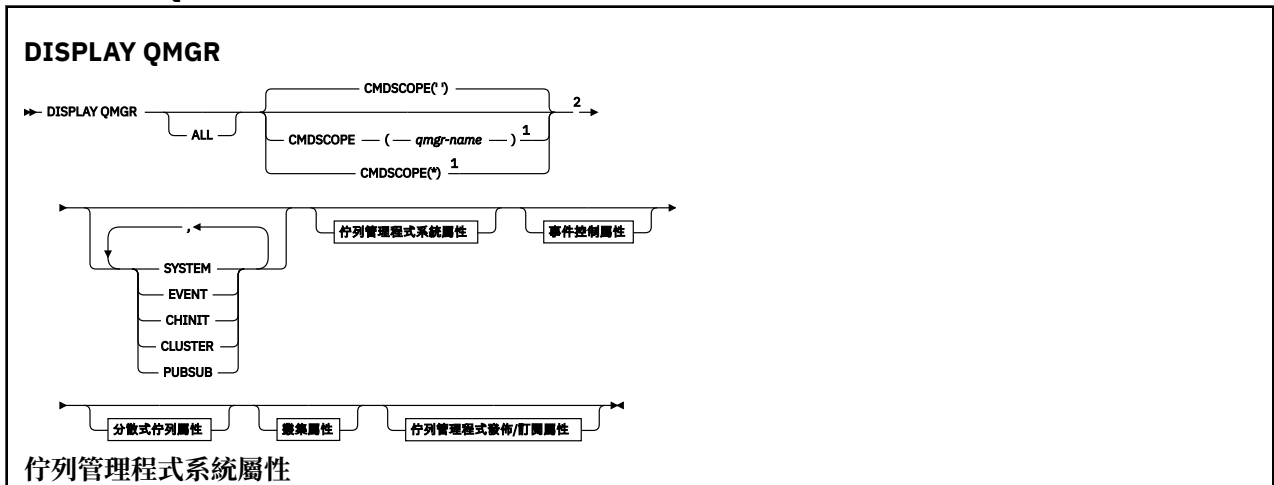 DISPLAY QMGR
CMDSCOPE(' ')
DISPLAY QMGR
2
ALL
CMDSCOPE ( qmgr-name ) 1
CMDSCOPE(*) 1
,
佇列管理程式系統屬性
事件控制屬性
SYSTEM
EVENT
CHINIT
CLUSTER
PUBSUB
分散式佇列屬性
叢集屬性
佇列管理程式發佈/訂閱屬性
佇列管理程式系統屬性